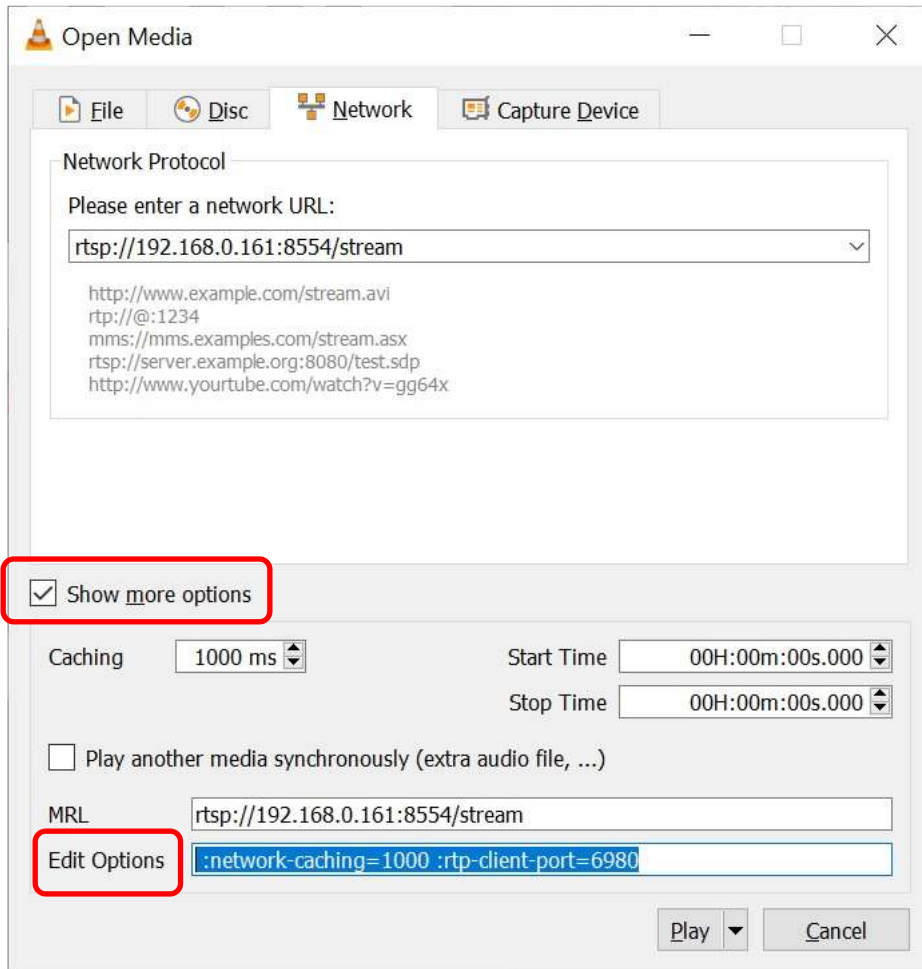 Open Media
File Disc Network Capture Device
Network Protocol
Please enter a network URL:
rtsp://192.168.0.161:8554/stream
http://www.example.com/stream.avi
rtp://@:1234
mms://mms.examples.com/stream.asx
rtsp://server.example.org:8080/test.sdp
http://www.yourtube.com/watch?v=gg64x
Show more options
Caching 1000 ms Start Time 00H:00m:00s.000
Stop Time 00H:00m:00s.000
Play another media synchronously (extra audio file, ...)
MRL rtsp://192.168.0.161:8554/stream
Edit Options :network-caching=1000 :rtp-client-port=6980
Play Cancel